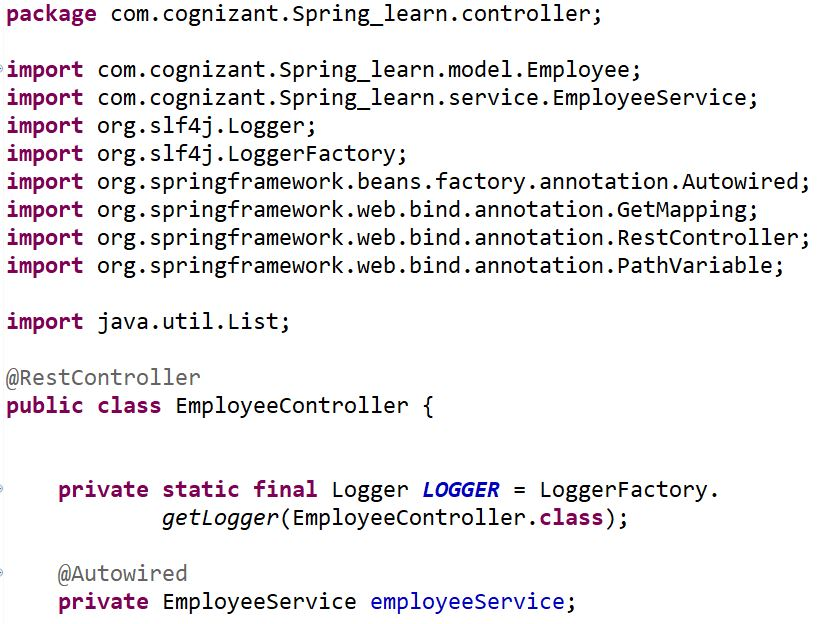 package com.cognizant.Spring_learn.controller;
import com.cognizant.Spring_learn.model.Employee;
import com.cognizant.Spring_learn.service.EmployeeService;
import org.slf4j.Logger;
import org.slf4j.LoggerFactory;
import org.springframework.beans.factory.annotation.Autowired;
import org.springframework.web.bind.annotation.GetMapping;
import org.springframework.web.bind.annotation.RestController;
import org.springframework.web.bind.annotation.PathVariable;
import java.util.List;
@RestController
public class EmployeeController {
private static final Logger LOGGER = LoggerFactory.
getLogger(EmployeeController.class);
@Autowired
private EmployeeService employeeService;